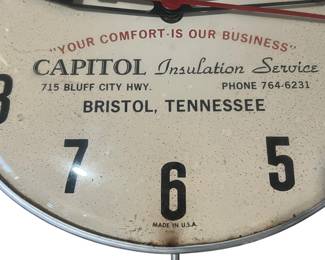 "YOUR COMFORT-IS OUR BUSINESS"
CAPITOL Insulation Service
715 BLUFF CITY HWY. PHONE 764-6231
BRISTOL, TENNESSEE
8
7
6
5
MADE IN U.S.A.